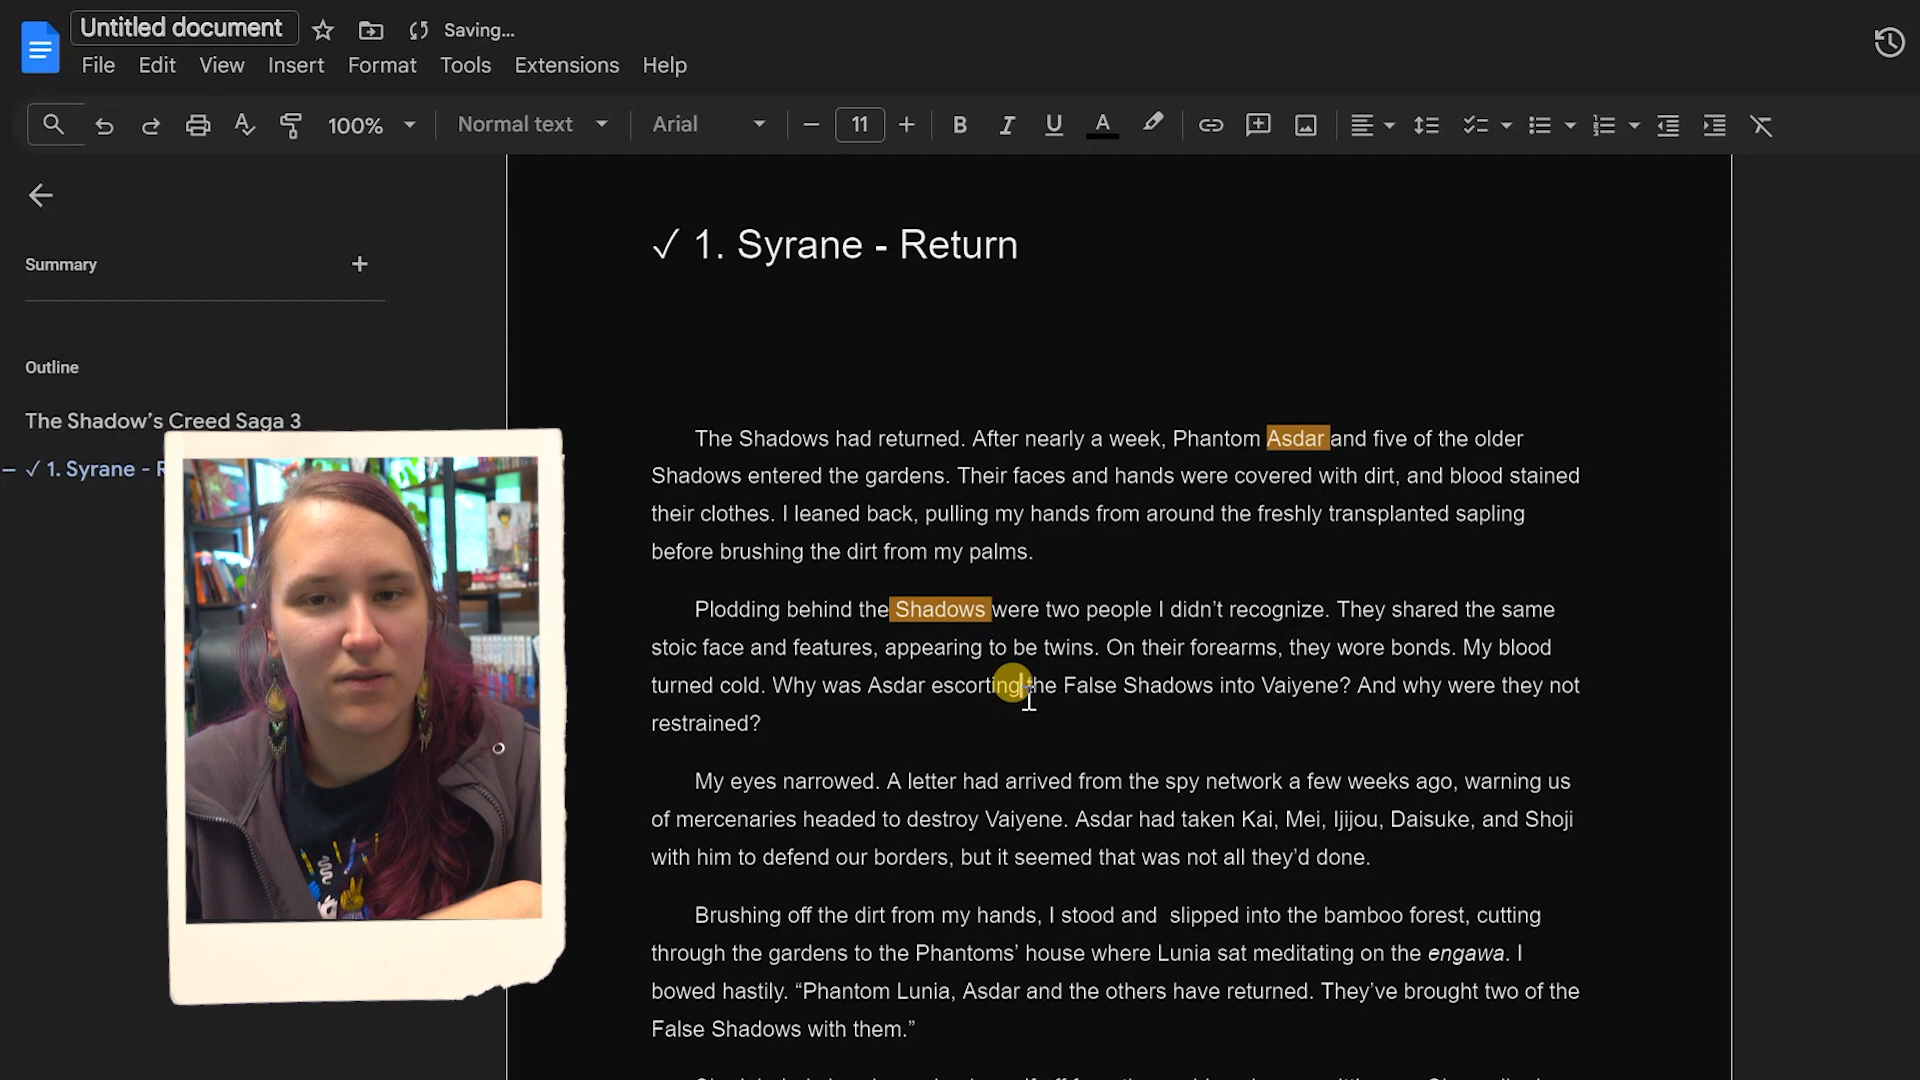 Untitled document
Saving...
File Edit View Insert Format Tools Extensions Help
100% Normal text Arial 11 B I U A
Summary
Outline
The Shadow's Creed Saga 3
✓ 1. Syrane - R
✓ 1. Syrane - Return
The Shadows had returned. After nearly a week, Phantom Asdar and five of the older
Shadows entered the gardens. Their faces and hands were covered with dirt, and blood stained
their clothes. I leaned back, pulling my hands from around the freshly transplanted sapling
before brushing the dirt from my palms.
Plodding behind the Shadows were two people I didn't recognize. They shared the same
stoic face and features, appearing to be twins. On their forearms, they wore bonds. My blood
turned cold. Why was Asdar escorting the False Shadows into Vaiyene? And why were they not
restrained?
My eyes narrowed. A letter had arrived from the spy network a few weeks ago, warning us
of mercenaries headed to destroy Vaiyene. Asdar had taken Kai, Mei, Ijijou, Daisuke, and Shoji
with him to defend our borders, but it seemed that was not all they'd done.
Brushing off the dirt from my hands, I stood and  slipped into the bamboo forest, cutting
through the gardens to the Phantoms' house where Lunia sat meditating on the engawa. I
bowed hastily. “Phantom Lunia, Asdar and the others have returned. They've brought two of the
False Shadows with them.”